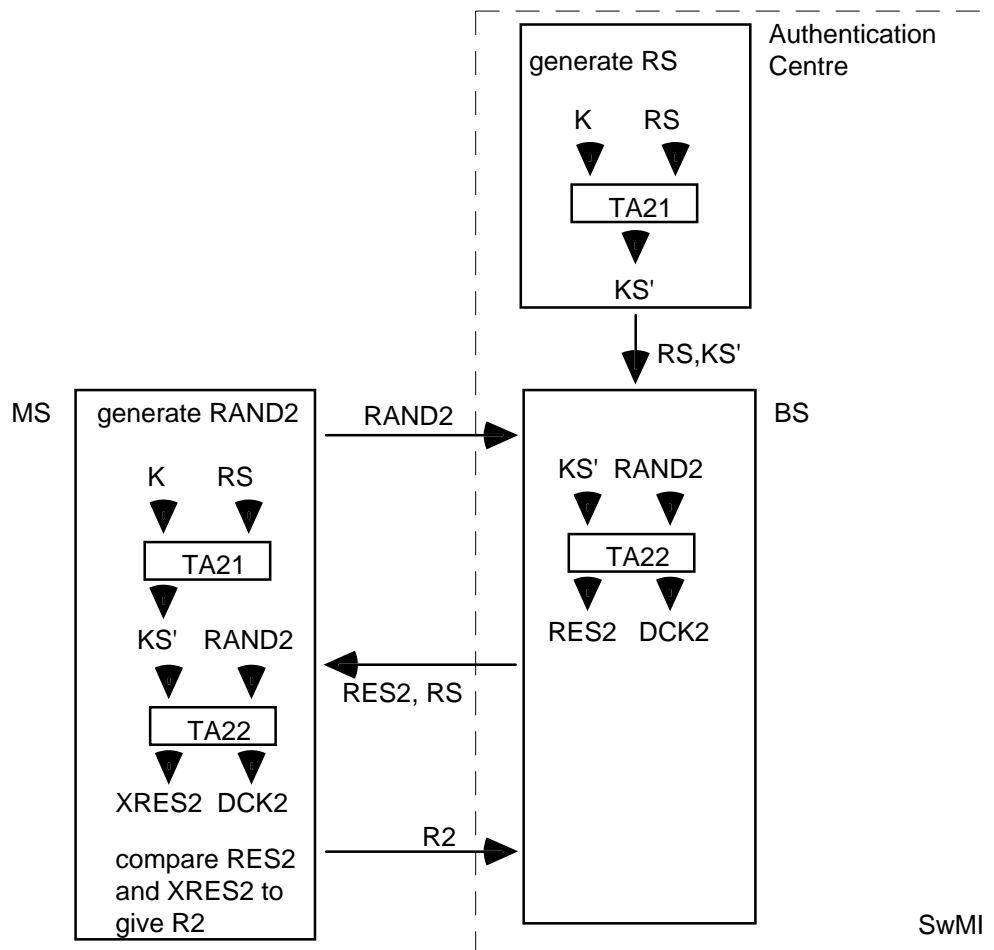 Authentication
Centre
generate RS
K RS
TA21
KS'
RS,KS'
MS
generate RAND2
RAND2
BS
K RS
TA21
KS' RAND2
TA22
XRES2 DCK2
compare RES2
and XRES2 to
give R2
KS' RAND2
TA22
RES2 DCK2
RES2, RS
R2
SwMI